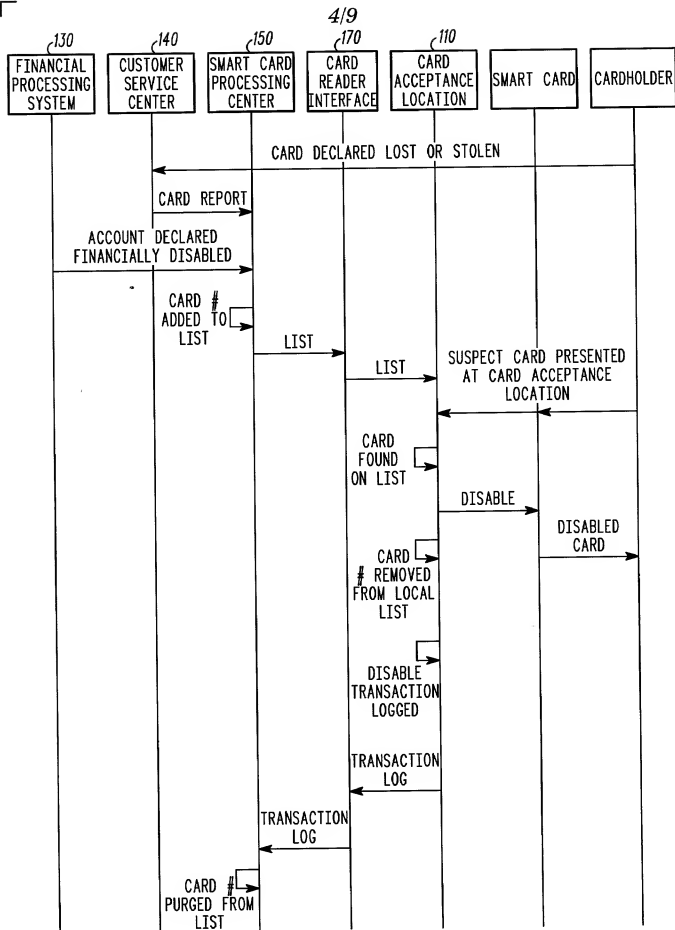 4/9
130
140
150
170
110
FINANCIAL
PROCESSING
SYSTEM
CUSTOMER
SERVICE
CENTER
SMART CARD
PROCESSING
CENTER
CARD
READER
INTERFACE
CARD
ACCEPTANCE
LOCATION
SMART CARD
CARDHOLDER
CARD DECLARED LOST OR STOLEN
CARD REPORT
ACCOUNT DECLARED
FINANCIALLY DISABLED
CARD #
ADDED TO
LIST
LIST
LIST
SUSPECT CARD PRESENTED
AT CARD ACCEPTANCE
LOCATION
CARD
FOUND
ON LIST
DISABLE
DISABLED
CARD
CARD
# REMOVED
FROM LOCAL
LIST
DISABLE
TRANSACTION
LOGGED
TRANSACTION
LOG
TRANSACTION
LOG
CARD #
PURGED FROM
LIST